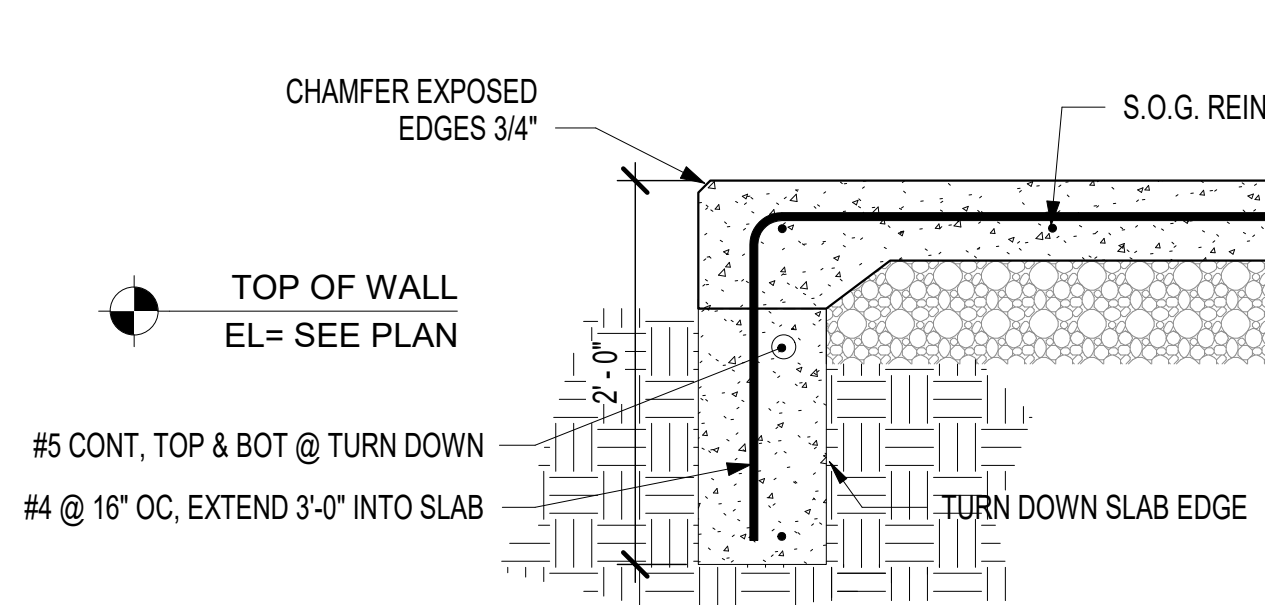 CHAMFER EXPOSED
EDGES 3/4"
S.O.G. REIN
TOP OF WALL
EL= SEE PLAN
2' - 0"
#5 CONT, TOP & BOT @ TURN DOWN
#4 @ 16" OC, EXTEND 3'-0" INTO SLAB
TURN DOWN SLAB EDGE